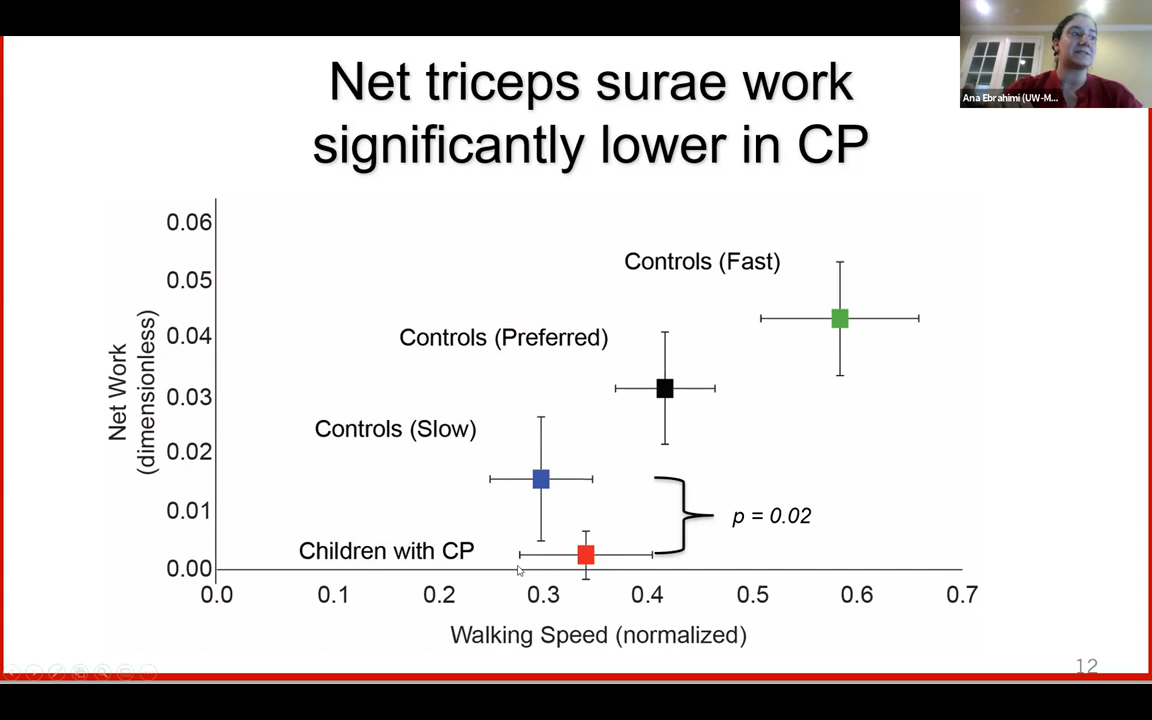 Net triceps surae work
significantly lower in CP
Ana Ebrahimi (UW-M...
0.06
0.05
0.04
0.03
0.02
0.01
0.00
Net Work
(dimensionless)
Controls (Fast)
Controls (Preferred)
Controls (Slow)
Children with CP
p = 0.02
0.0 0.1 0.2 0.3 0.4 0.5 0.6 0.7
Walking Speed (normalized)
12